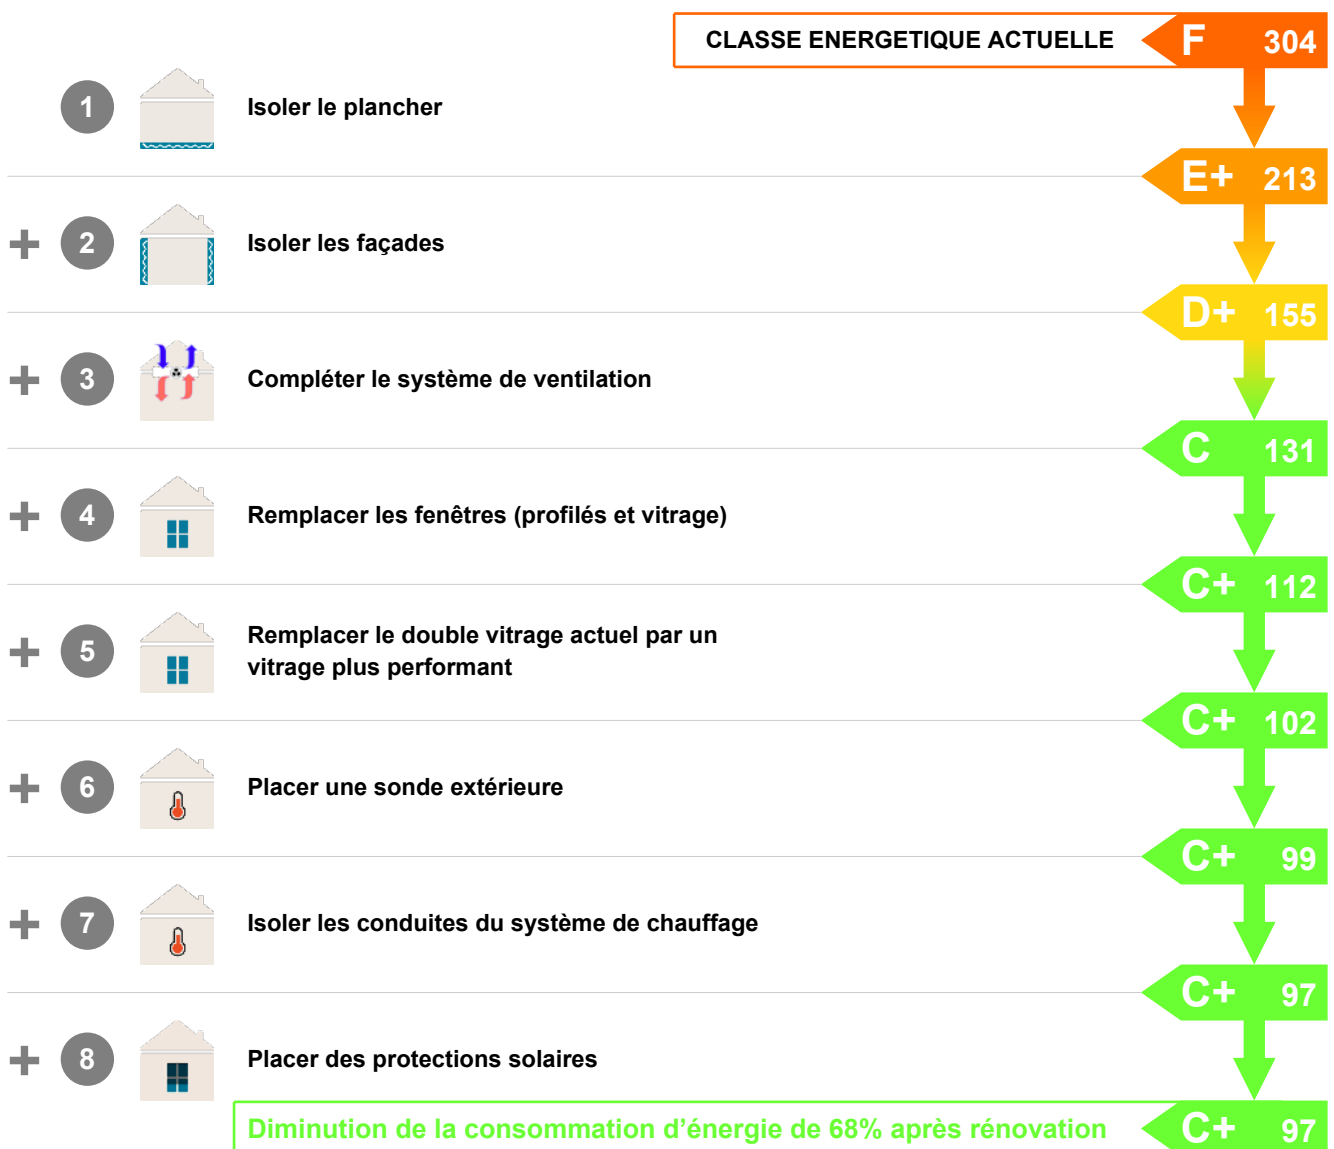 CLASSE ENERGETIQUE ACTUELLE F 304
1 Isoler le plancher
E+ 213
+ 2 Isoler les façades
D+ 155
+ 3 Compléter le système de ventilation
C 131
+ 4 Remplacer les fenêtres (profilés et vitrage)
C+ 112
+ 5 Remplacer le double vitrage actuel par un
vitrage plus performant
C+ 102
+ 6 Placer une sonde extérieure
C+ 99
+ 7 Isoler les conduites du système de chauffage
C+ 97
+ 8 Placer des protections solaires
Diminution de la consommation d’énergie de 68% après rénovation C+ 97